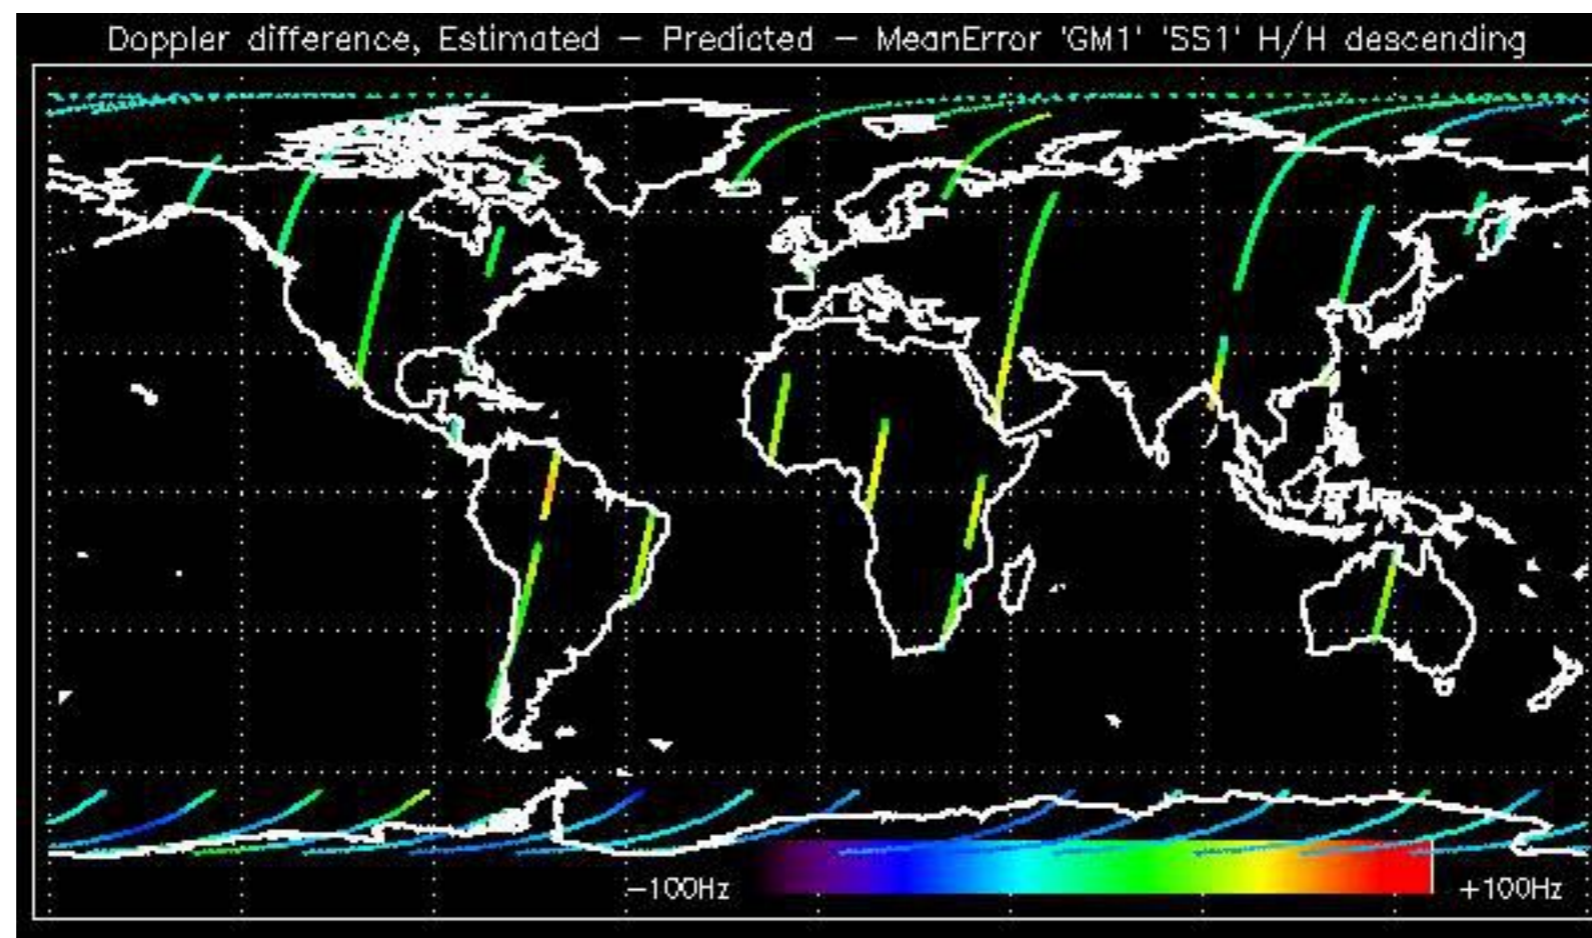 Doppler difference, Estimated – Predicted – MeanError 'GM1' 'SS1' H/H descending
–100Hz
+100Hz